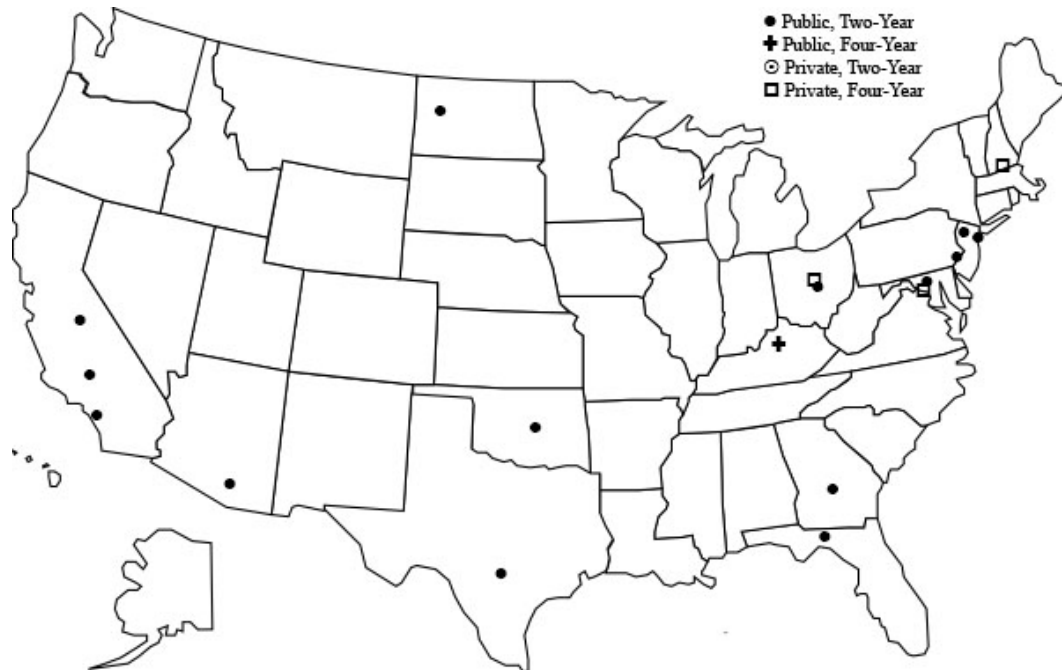 Public, Two-Year
Public, Four-Year
Private, Two-Year
Private, Four-Year